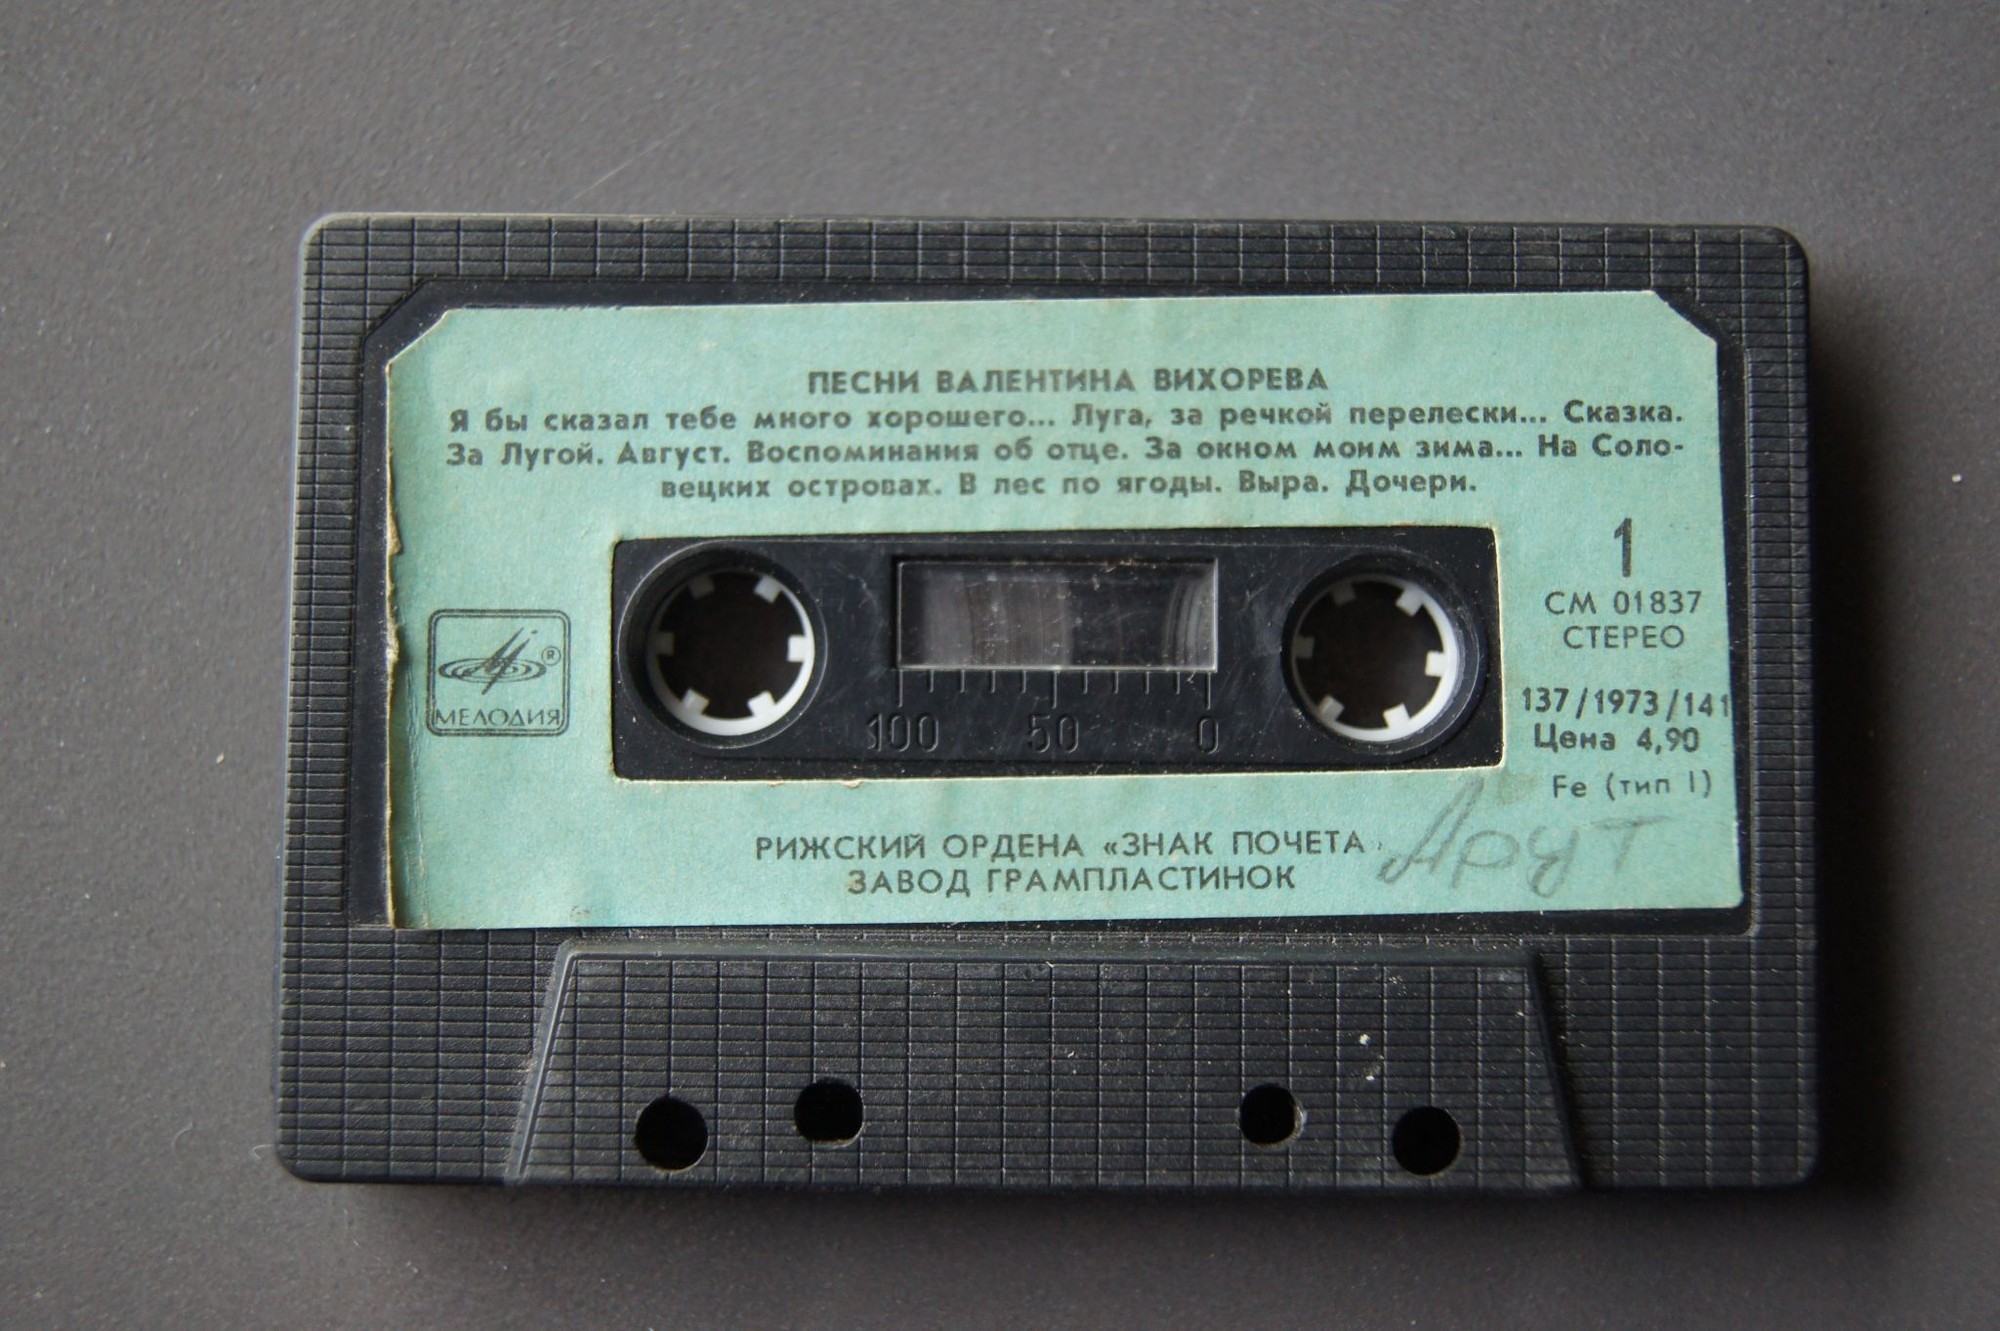 ПЕСНИ ВАЛЕНТИНА ВИХОРЕВА
Я бы сказал тебе много хорошего... Луга, за речкой перелески... Сказка.
За Лугой. Август. Воспоминания об отце. За окном моим зима... На Соло-
вецких островах. В лес по ягоды. Выра. Дочери.
1
СМ 01837
СТЕРЕО
®
МЕЛОДИЯ
137/1973/141
Цена 4,90
100 50 0
Fe (тип I)
РИЖСКИЙ ОРДЕНА «ЗНАК ПОЧЕТА
ЗАВОД ГРАМПЛАСТИНОК
Арут